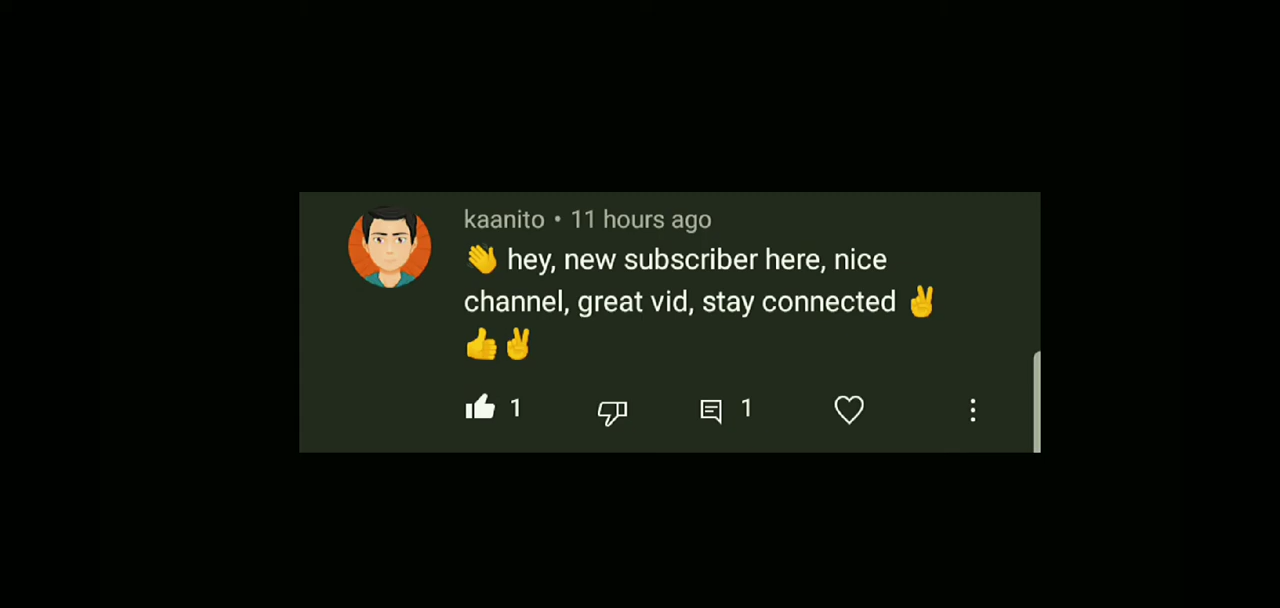 kaanito • 11 hours ago
👋 hey, new subscriber here, nice
channel, great vid, stay connected ✌️
👍✌️
1 1